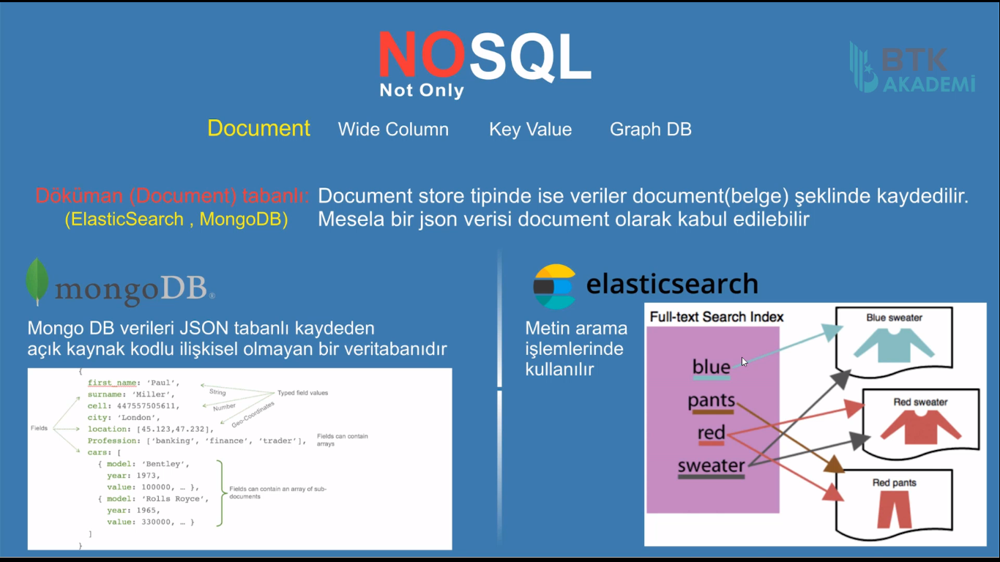 NOSQL
Not Only
BTK
AKADEMİ
Document Wide Column Key Value Graph DB
Döküman (Document) tabanlı: Document store tipinde ise veriler document(belge) şeklinde kaydedilir.
(ElasticSearch , MongoDB) Mesela bir json verisi document olarak kabul edilebilir
mongoDB®
Mongo DB verileri JSON tabanlı kaydeden
açık kaynak kodlu ilişkisel olmayan bir veritabanıdır
{
first_name: ‘Paul’,
surname: ‘Miller’,
cell: 447557505611,
city: ‘London’,
location: [45.123,47.232],
Profession: [‘banking’, ‘finance’, ‘trader’],
cars: [
{ model: ‘Bentley’,
year: 1973,
value: 100000, … },
{ model: ‘Rolls Royce’,
year: 1965,
value: 330000, … }
]
}
Fields
String
Number
Geo-Coordinates
Typed field values
Fields can contain
arrays
Fields can contain an array of sub-
documents
elasticsearch
Metin arama
işlemlerinde
kullanılır
Full-text Search Index
blue
pants
red
sweater
Blue sweater
Red sweater
Red pants